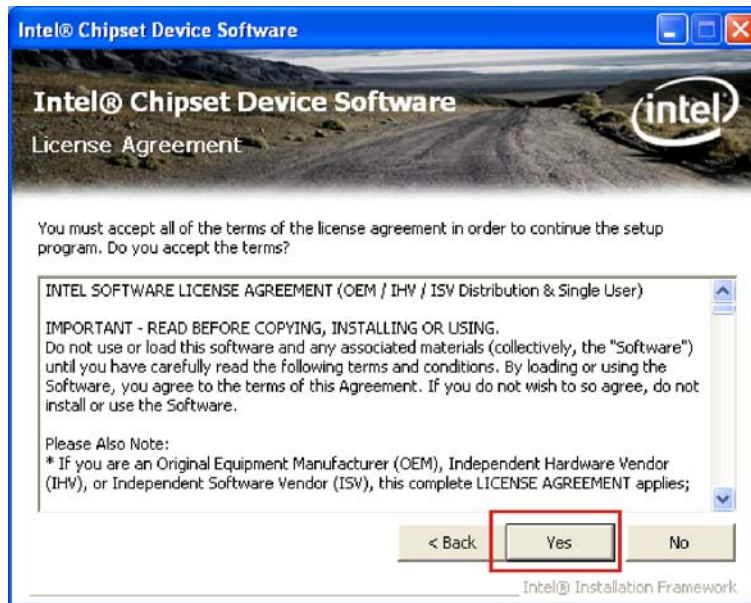 Intel® Chipset Device Software
Intel® Chipset Device Software
intel
License Agreement
You must accept all of the terms of the license agreement in order to continue the setup
program. Do you accept the terms?
INTEL SOFTWARE LICENSE AGREEMENT (OEM / IHV / ISV Distribution & Single User)
IMPORTANT - READ BEFORE COPYING, INSTALLING OR USING.
Do not use or load this software and any associated materials (collectively, the "Software")
until you have carefully read the following terms and conditions. By loading or using the
Software, you agree to the terms of this Agreement. If you do not wish to so agree, do not
install or use the Software.
Please Also Note:
* If you are an Original Equipment Manufacturer (OEM), Independent Hardware Vendor
(IHV), or Independent Software Vendor (ISV), this complete LICENSE AGREEMENT applies;
< Back
Yes
No
Intel® Installation Framework